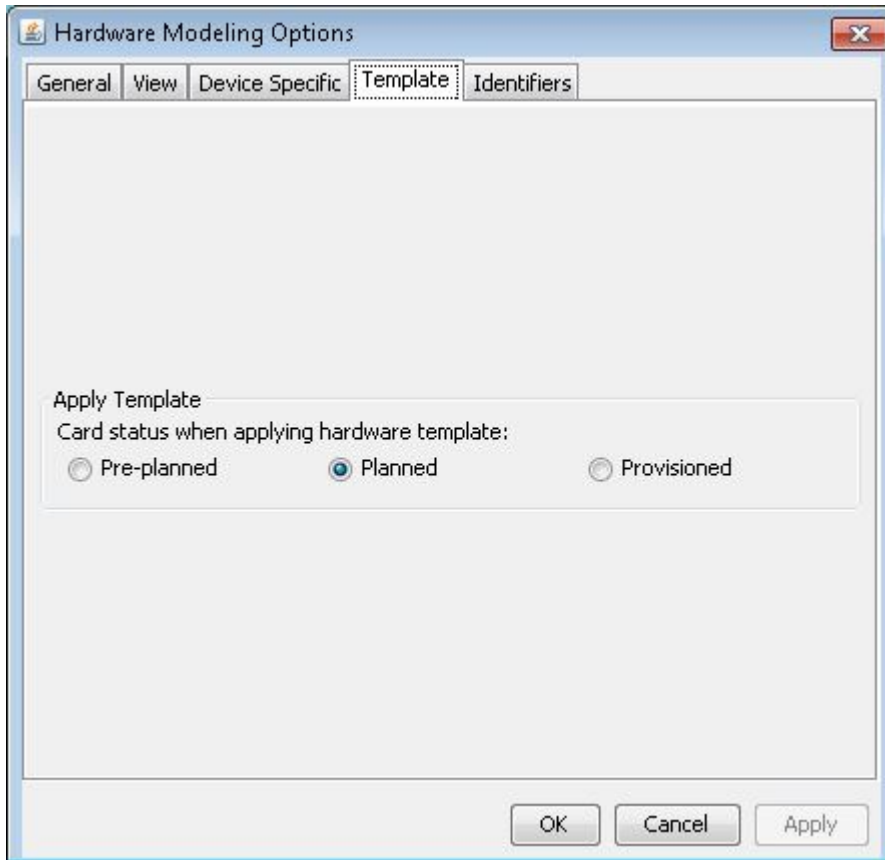 Hardware Modeling Options
General View Device Specific Template Identifiers
Apply Template
Card status when applying hardware template:
Pre-planned Planned Provisioned
OK Cancel Apply